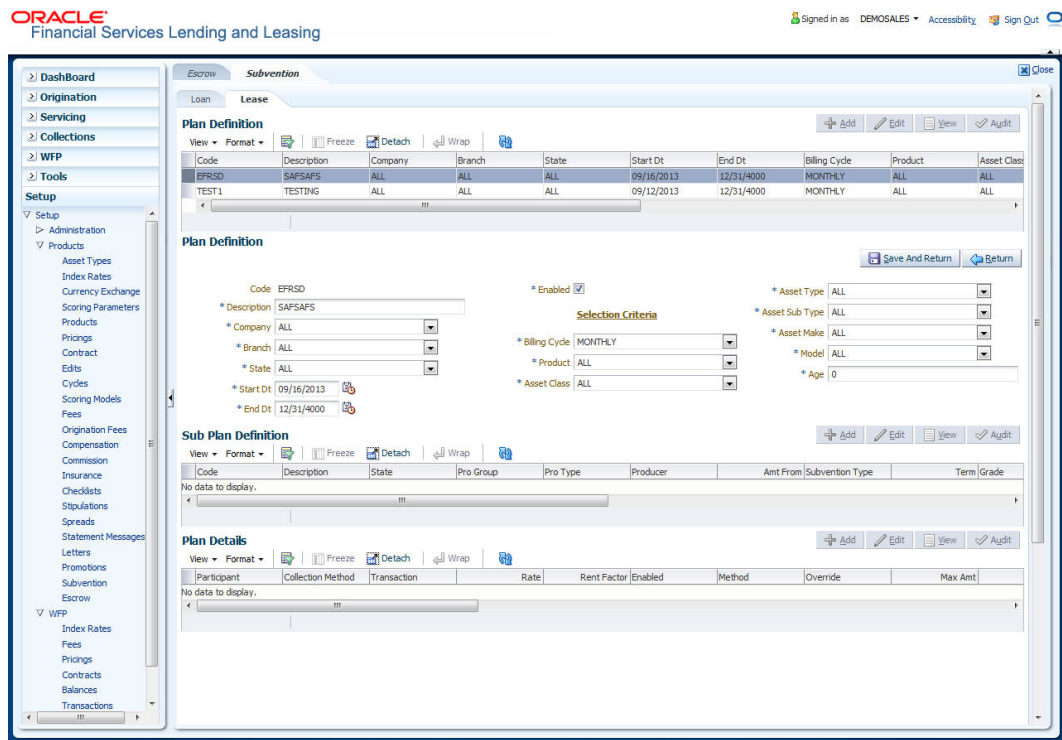 ORACLE
Financial Services Lending and Leasing
Signed in as DEMOSALES Accessibility Sign Out
DashBoard
Origination
Servicing
Collections
WFP
Tools
Setup
Setup
Administration
Products
Asset Types
Index Rates
Currency Exchange
Scoring Parameters
Products
Pricings
Contract
Edits
Cycles
Scoring Models
Fees
Origination Fees
Compensation
Commission
Insurance
Checklists
Stipulations
Spreads
Statement Messages
Letters
Promotions
Subvention
Escrow
WFP
Index Rates
Fees
Pricings
Contracts
Balances
Transactions
Escrow Subvention Close
Loan Lease
Plan Definition Add Edit View Audit
View Format Freeze Detach Wrap
Code Description Company Branch State Start Dt End Dt Billing Cycle Product Asset Class
EFRSD SAFSAFS ALL ALL ALL 09/16/2013 12/31/4000 MONTHLY ALL ALL
TEST1 TESTING ALL ALL ALL 09/12/2013 12/31/4000 MONTHLY ALL ALL
Plan Definition
Save And Return Return
Code EFRSD
* Description SAFSAFS
* Company ALL
* Branch ALL
* State ALL
* Start Dt 09/16/2013
* End Dt 12/31/4000
* Enabled
Selection Criteria
* Billing Cycle MONTHLY
* Product ALL
* Asset Class ALL
* Asset Type ALL
* Asset Sub Type ALL
* Asset Make ALL
* Model ALL
* Age 0
Sub Plan Definition Add Edit View Audit
View Format Freeze Detach Wrap
Code Description State Pro Group Pro Type Producer Amt From Subvention Type Term Grade
No data to display.
Plan Details Add Edit View Audit
View Format Freeze Detach Wrap
Participant Collection Method Transaction Rate Rent Factor Enabled Method Override Max Amt
No data to display.